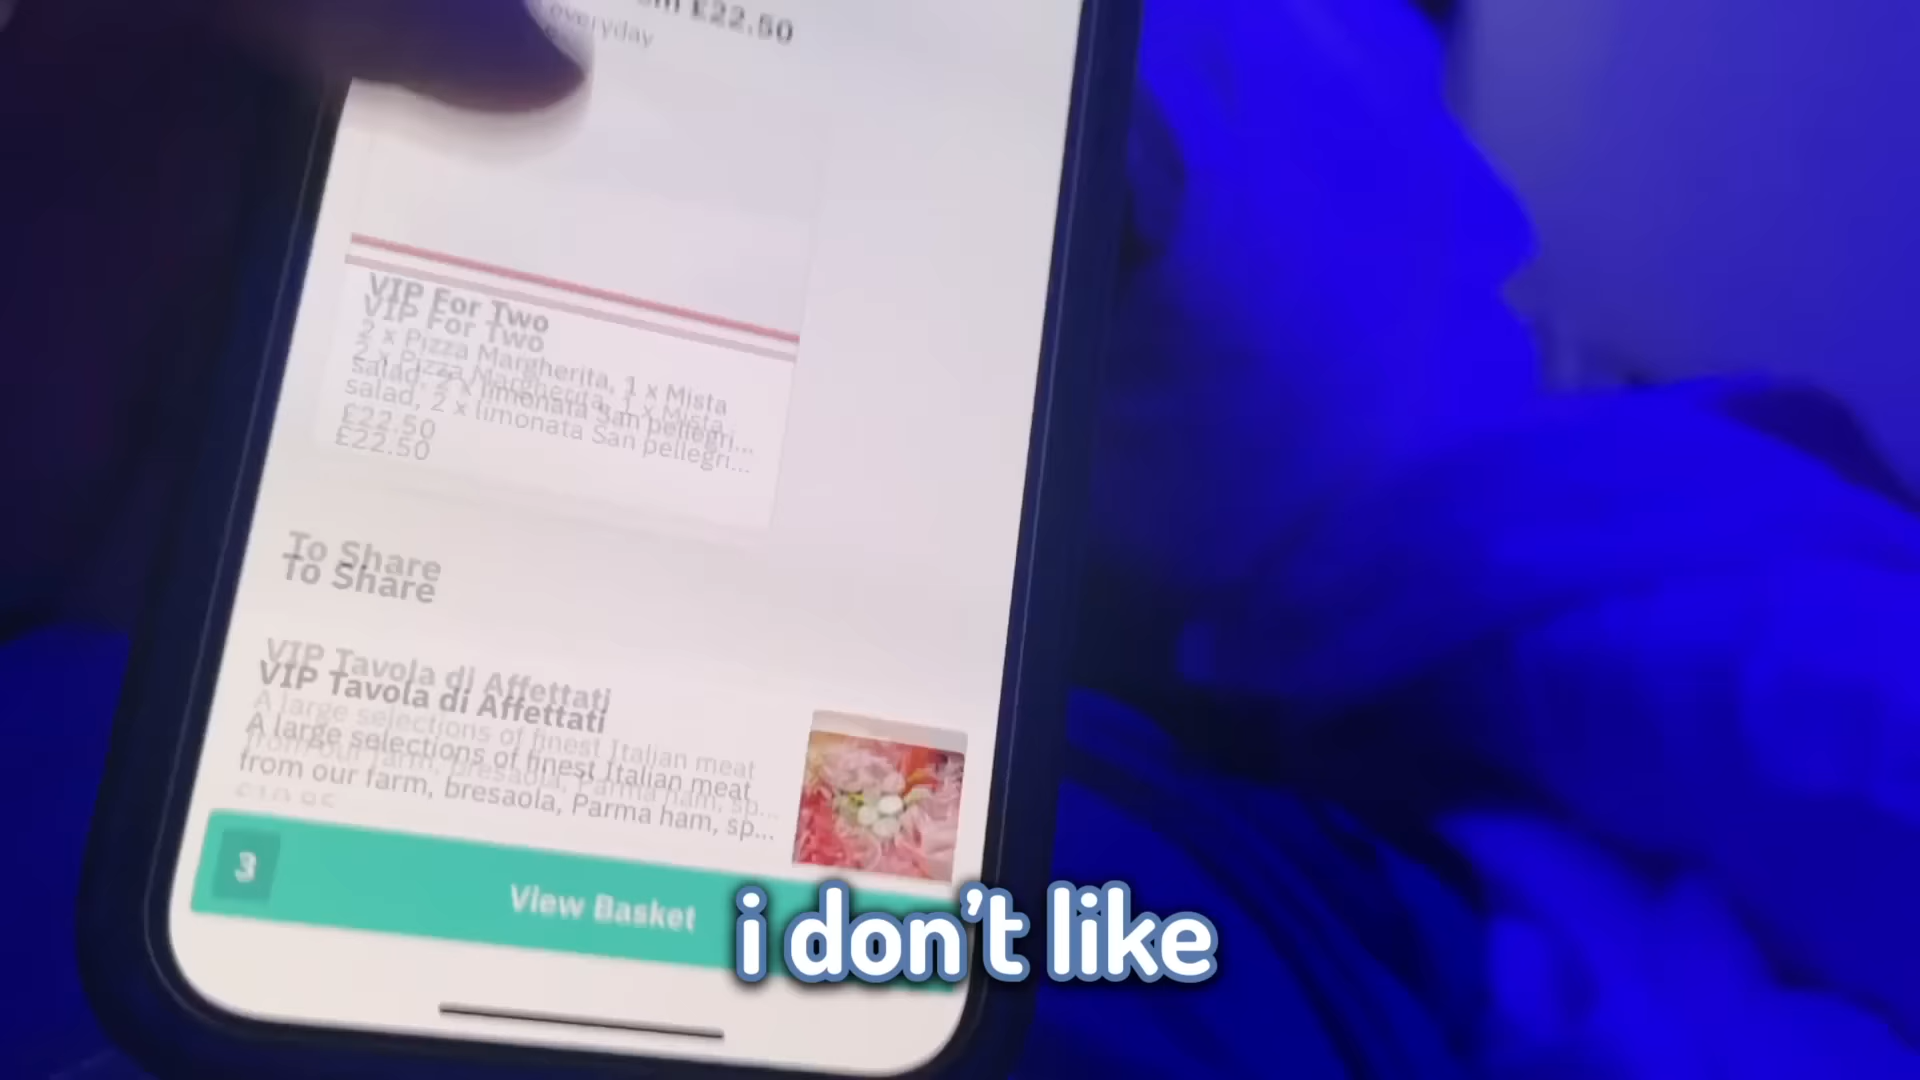 £22.50
everyday
VIP For Two
2 x Pizza Margherita, 1 x Mista
salad, 2 x limonata San pellegri...
£22.50
To Share
VIP Tavola di Affettati
A large selections of finest Italian meat
from our farm, bresaola, Parma ham, sp...
3
View Basket
i don't like